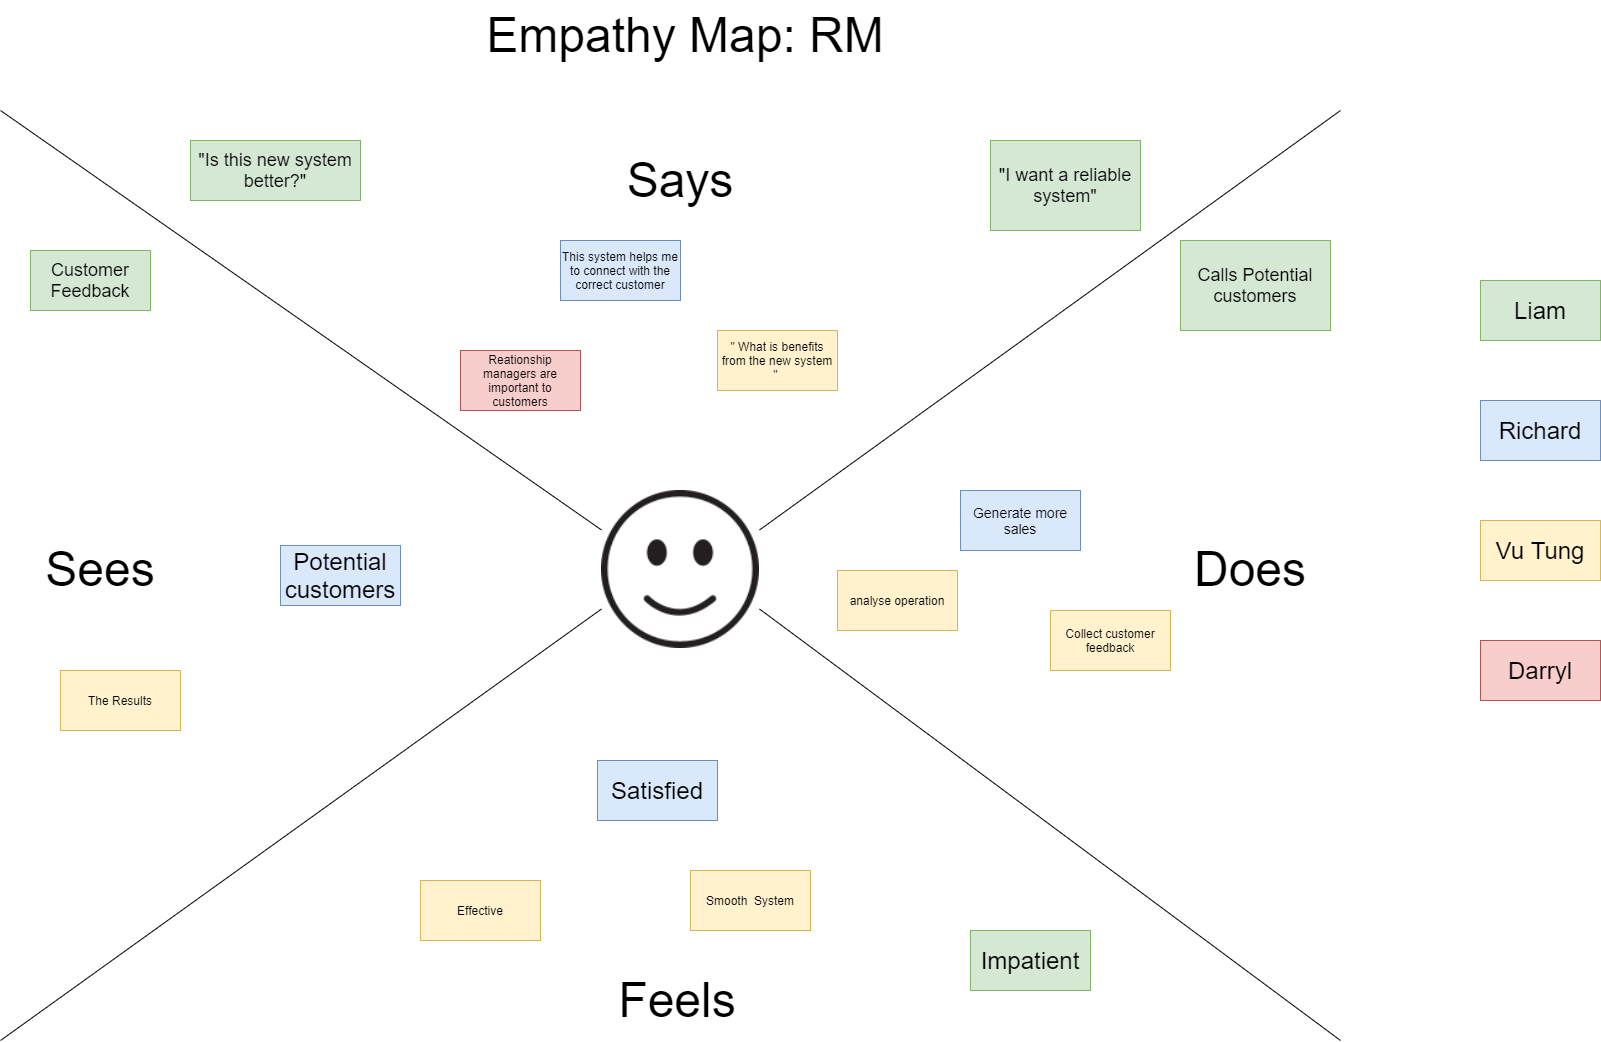 Empathy Map: RM
"Is this new system
better?"
Says
"I want a reliable
system"
Customer
Feedback
This system helps me
to connect with the
correct customer
Calls Potential
customers
Reationship
managers are
important to
customers
" What is benefits
from the new system
"
Liam
Richard
Vu Tung
Darryl
Sees
Potential
customers
The Results
Generate more
sales
analyse operation
Collect customer
feedback
Does
Satisfied
Effective
Smooth  System
Impatient
Feels